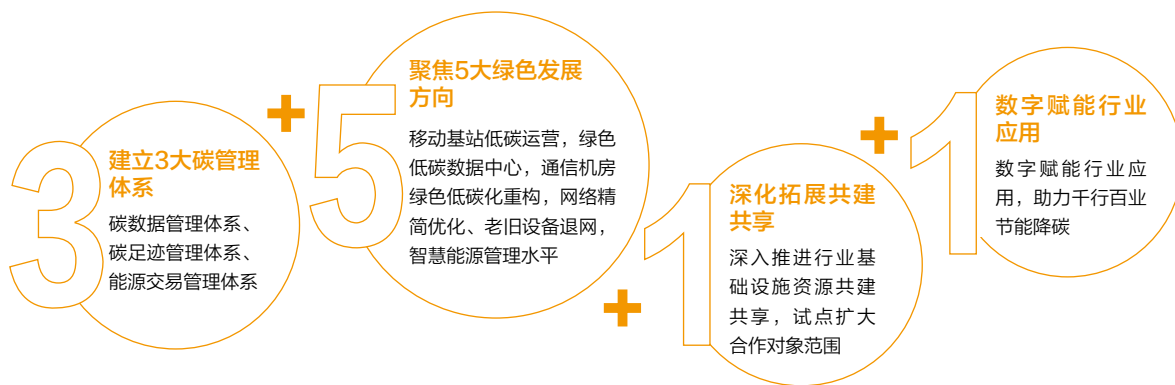 3
建立3大碳管理
体系
碳数据管理体系、
碳足迹管理体系、
能源交易管理体系
+
5
聚焦5大绿色发展
方向
移动基站低碳运营，绿色
低碳数据中心，通信机房
绿色低碳化重构，网络精
简优化、老旧设备退网，
智慧能源管理水平
+
1
深化拓展共建
共享
深入推进行业基
础设施资源共建
共享，试点扩大
合作对象范围
+
1
数字赋能行业
应用
数字赋能行业应
用，助力千行百业
节能降碳